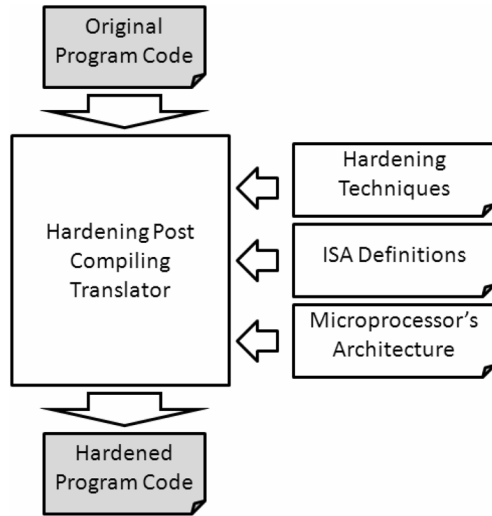 Original
Program Code
Hardening Post
Compiling
Translator
Hardening
Techniques
ISA Definitions
Microprocessor's
Architecture
Hardened
Program Code